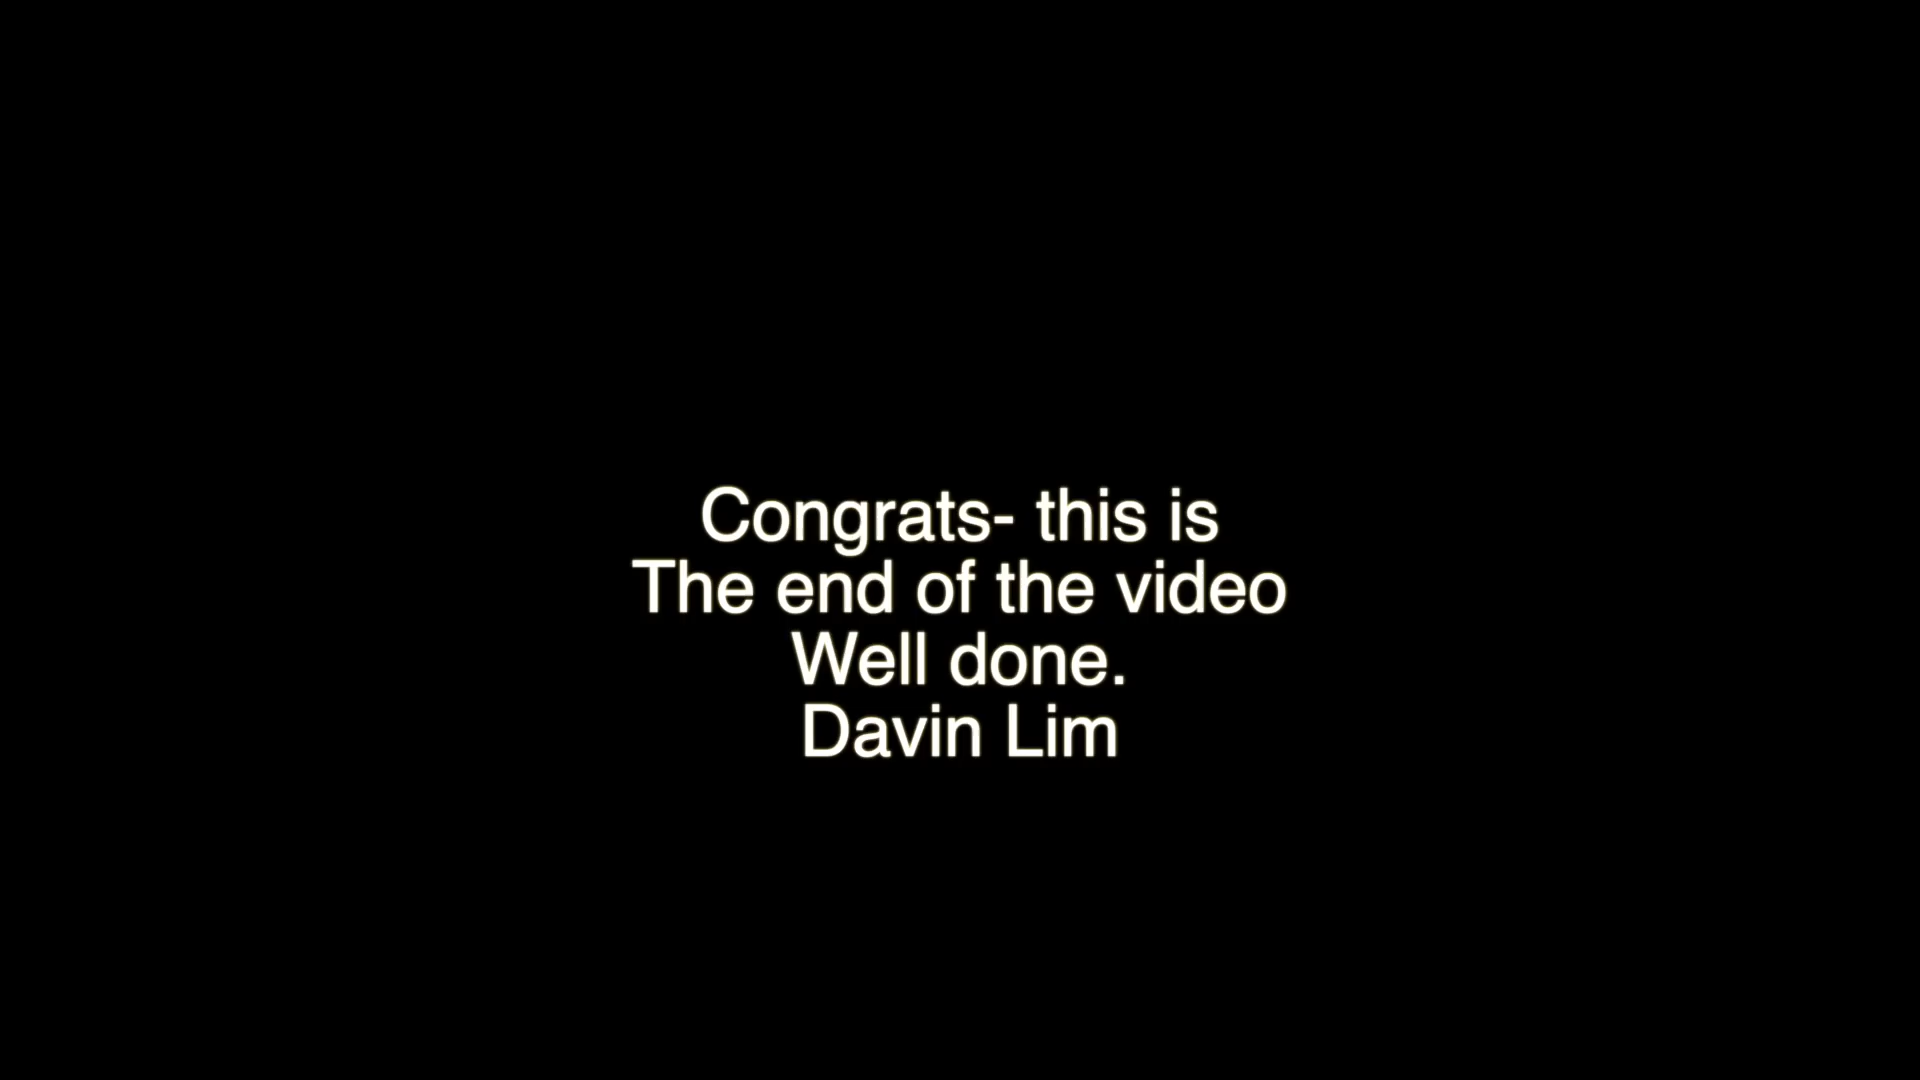 Congrats- this is
The end of the video
Well done.
Davin Lim